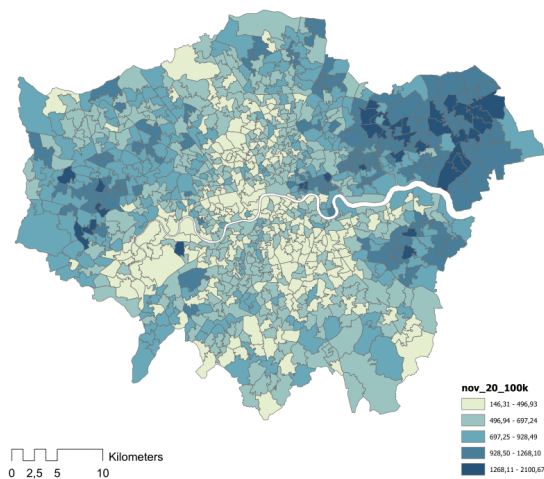 nov_20_100k
146,31 - 496,93
496,94 - 697,24
697,25 - 928,49
928,50 - 1268,10
1268,11 - 2100,67
Kilometers
0 2,5 5 10